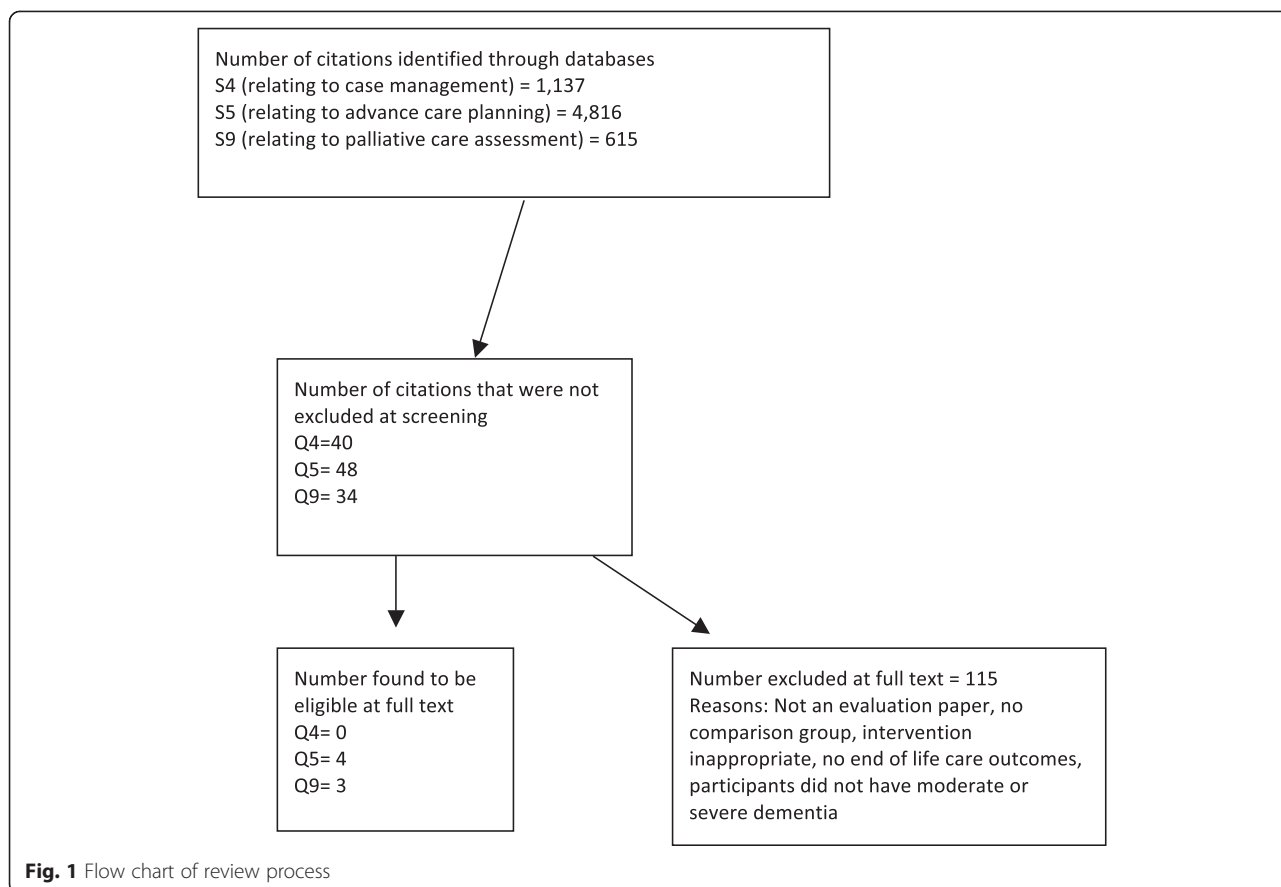 Number of citations identified through databases
S4 (relating to case management) = 1,137
S5 (relating to advance care planning) = 4,816
S9 (relating to palliative care assessment) = 615
Number of citations that were not
excluded at screening
Q4=40
Q5= 48
Q9= 34
Number found to be
eligible at full text
Q4= 0
Q5= 4
Q9= 3
Number excluded at full text = 115
Reasons: Not an evaluation paper, no
comparison group, intervention
inappropriate, no end of life care outcomes,
participants did not have moderate or
severe dementia
Fig. 1 Flow chart of review process